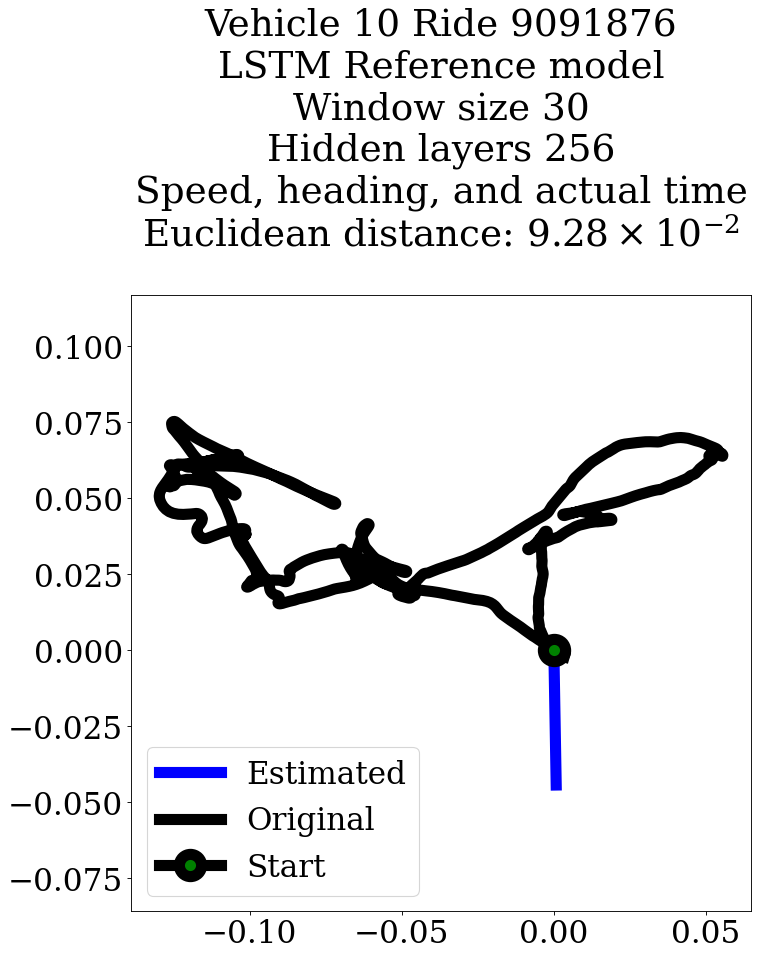 Vehicle 10 Ride 9091876
LSTM Reference model
Window size 30
Hidden layers 256
Speed, heading, and actual time
Euclidean distance: 9.28 × 10⁻²
0.100
0.075
0.050
0.025
0.000
−0.025
−0.050
−0.075
Estimated
Original
Start
−0.10
−0.05
0.00
0.05